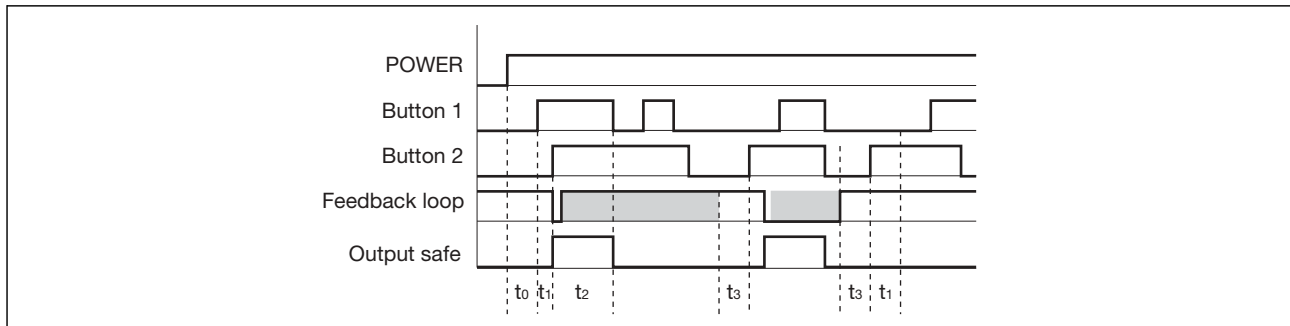 POWER
Button 1
Button 2
Feedback loop
Output safe
t0 t1 t2 t3 t3 t1